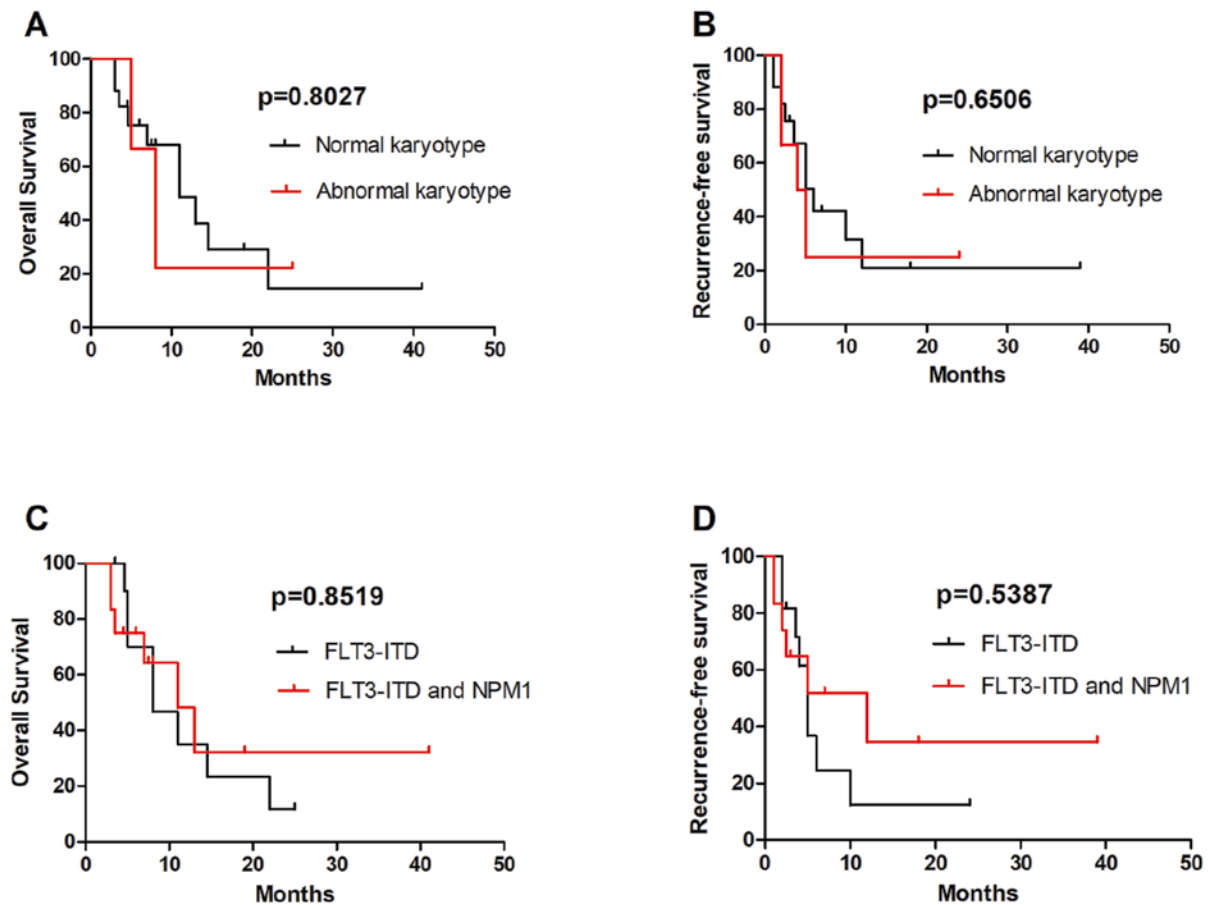 A
Overall Survival
100
80
60
40
20
0
0 10 20 30 40 50
Months
p=0.8027
Normal karyotype
Abnormal karyotype
B
Recurrence-free survival
100
80
60
40
20
0
0 10 20 30 40 50
Months
p=0.6506
Normal karyotype
Abnormal karyotype
C
Overall Survival
100
80
60
40
20
0
0 10 20 30 40 50
Months
p=0.8519
FLT3-ITD
FLT3-ITD and NPM1
D
Recurrence-free survival
100
80
60
40
20
0
0 10 20 30 40 50
Months
p=0.5387
FLT3-ITD
FLT3-ITD and NPM1